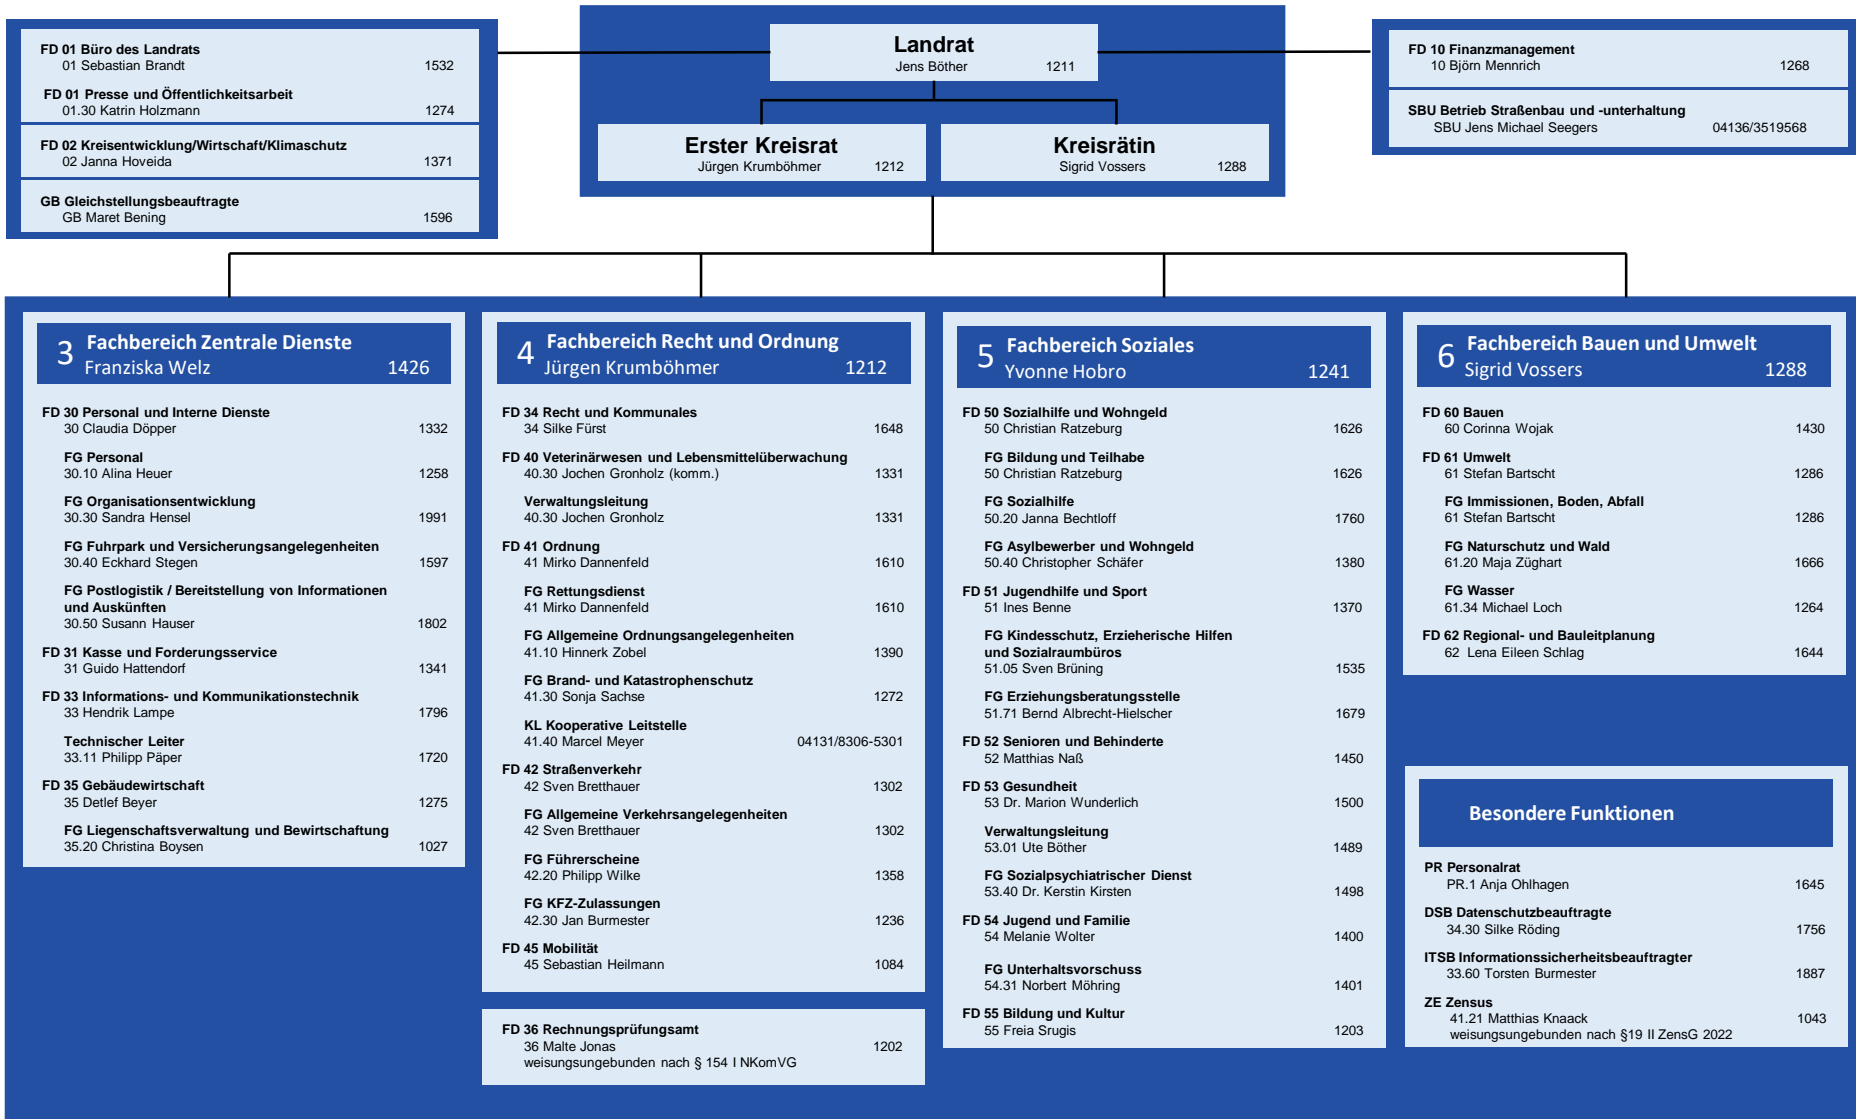 FD 01 Büro des Landrats
01 Sebastian Brandt 1532
FD 01 Presse und Öffentlichkeitsarbeit
01.30 Katrin Holzmann 1274
FD 02 Kreisentwicklung/Wirtschaft/Klimaschutz
02 Janna Hoveida 1371
GB Gleichstellungsbeauftragte
GB Maret Bening 1596
Landrat
Jens Böther 1211
Erster Kreisrat
Jürgen Krumböhmer 1212
Kreisrätin
Sigrid Vossers 1288
FD 10 Finanzmanagement
10 Björn Mennrich 1268
SBU Betrieb Straßenbau und -unterhaltung
SBU Jens Michael Seegers 04136/3519568
3 Fachbereich Zentrale Dienste
Franziska Welz 1426
FD 30 Personal und Interne Dienste
30 Claudia Döpper 1332
FG Personal
30.10 Alina Heuer 1258
FG Organisationsentwicklung
30.30 Sandra Hensel 1991
FG Fuhrpark und Versicherungsangelegenheiten
30.40 Eckhard Stegen 1597
FG Postlogistik / Bereitstellung von Informationen
und Auskünften
30.50 Susann Hauser 1802
FD 31 Kasse und Forderungsservice
31 Guido Hattendorf 1341
FD 33 Informations- und Kommunikationstechnik
33 Hendrik Lampe 1796
Technischer Leiter
33.11 Philipp Päper 1720
FD 35 Gebäudewirtschaft
35 Detlef Beyer 1275
FG Liegenschaftsverwaltung und Bewirtschaftung
35.20 Christina Boysen 1027
4 Fachbereich Recht und Ordnung
Jürgen Krumböhmer 1212
FD 34 Recht und Kommunales
34 Silke Fürst 1648
FD 40 Veterinärwesen und Lebensmittelüberwachung
40.30 Jochen Gronholz (komm.) 1331
Verwaltungsleitung
40.30 Jochen Gronholz 1331
FD 41 Ordnung
41 Mirko Dannenfeld 1610
FG Rettungsdienst
41 Mirko Dannenfeld 1610
FG Allgemeine Ordnungsangelegenheiten
41.10 Hinnerk Zobel 1390
FG Brand- und Katastrophenschutz
41.30 Sonja Sachse 1272
KL Kooperative Leitstelle
41.40 Marcel Meyer 04131/8306-5301
FD 42 Straßenverkehr
42 Sven Bretthauer 1302
FG Allgemeine Verkehrsangelegenheiten
42 Sven Bretthauer 1302
FG Führerscheine
42.20 Philipp Wilke 1358
FG KFZ-Zulassungen
42.30 Jan Burmester 1236
FD 45 Mobilität
45 Sebastian Heilmann 1084
FD 36 Rechnungsprüfungsamt
36 Malte Jonas 1202
weisungsungebunden nach § 154 I NKomVG
5 Fachbereich Soziales
Yvonne Hobro 1241
FD 50 Sozialhilfe und Wohngeld
50 Christian Ratzeburg 1626
FG Bildung und Teilhabe
50 Christian Ratzeburg 1626
FG Sozialhilfe
50.20 Janna Bechtloff 1760
FG Asylbewerber und Wohngeld
50.40 Christopher Schäfer 1380
FD 51 Jugendhilfe und Sport
51 Ines Benne 1370
FG Kindesschutz, Erzieherische Hilfen
und Sozialraumbüros
51.05 Sven Brüning 1535
FG Erziehungsberatungsstelle
51.71 Bernd Albrecht-Hielscher 1679
FD 52 Senioren und Behinderte
52 Matthias Naß 1450
FD 53 Gesundheit
53 Dr. Marion Wunderlich 1500
Verwaltungsleitung
53.01 Ute Böther 1489
FG Sozialpsychiatrischer Dienst
53.40 Dr. Kerstin Kirsten 1498
FD 54 Jugend und Familie
54 Melanie Wolter 1400
FG Unterhaltsvorschuss
54.31 Norbert Möhring 1401
FD 55 Bildung und Kultur
55 Freia Srugis 1203
6 Fachbereich Bauen und Umwelt
Sigrid Vossers 1288
FD 60 Bauen
60 Corinna Wojak 1430
FD 61 Umwelt
61 Stefan Bartscht 1286
FG Immissionen, Boden, Abfall
61 Stefan Bartscht 1286
FG Naturschutz und Wald
61.20 Maja Züghart 1666
FG Wasser
61.34 Michael Loch 1264
FD 62 Regional- und Bauleitplanung
62 Lena Eileen Schlag 1644
Besondere Funktionen
PR Personalrat
PR.1 Anja Ohlhagen 1645
DSB Datenschutzbeauftragte
34.30 Silke Röding 1756
ITSB Informationssicherheitsbeauftragter
33.60 Torsten Burmester 1887
ZE Zensus
41.21 Matthias Knaack 1043
weisungsungebunden nach §19 II ZensG 2022